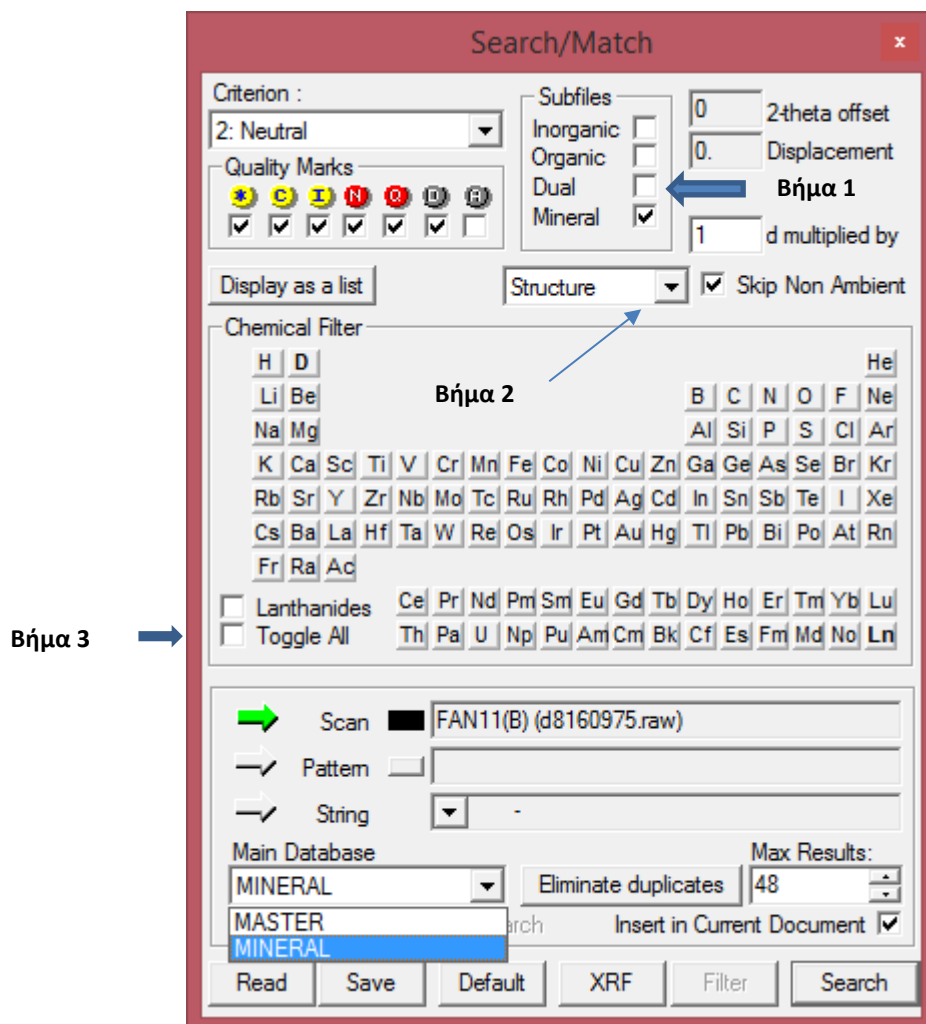 Search/Match x
Criterion :
2: Neutral
Quality Marks
* C I N Q D A
Subfiles
Inorganic
Organic
Dual
Mineral
0 2-theta offset
0. Displacement
Βήμα 1
1 d multiplied by
Display as a list
Structure
Skip Non Ambient
Chemical Filter
Βήμα 2
H D He
Li Be B C N O F Ne
Na Mg Al Si P S Cl Ar
K Ca Sc Ti V Cr Mn Fe Co Ni Cu Zn Ga Ge As Se Br Kr
Rb Sr Y Zr Nb Mo Tc Ru Rh Pd Ag Cd In Sn Sb Te I Xe
Cs Ba La Hf Ta W Re Os Ir Pt Au Hg Tl Pb Bi Po At Rn
Fr Ra Ac
Lanthanides Ce Pr Nd Pm Sm Eu Gd Tb Dy Ho Er Tm Yb Lu
Toggle All Th Pa U Np Pu Am Cm Bk Cf Es Fm Md No Ln
Βήμα 3
Scan FAN11(B) (d8160975.raw)
Pattern
String -
Main Database
MINERAL
Eliminate duplicates
Max Results:
48
MASTER
MINERAL
arch
Insert in Current Document
Read Save Default XRF Filter Search